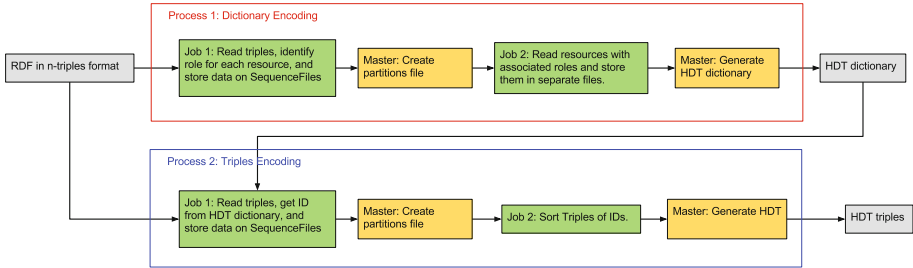 Process 1: Dictionary Encoding
RDF in n-triples format
Job 1: Read triples, identify
role for each resource, and
store data on SequenceFiles
Master: Create
partitions file
Job 2: Read resources with
associated roles and store
them in separate files.
Master: Generate
HDT dictionary
HDT dictionary
Process 2: Triples Encoding
Job 1: Read triples, get ID
from HDT dictionary, and
store data on SequenceFiles
Master: Create
partitions file
Job 2: Sort Triples of IDs.
Master: Generate HDT
HDT triples